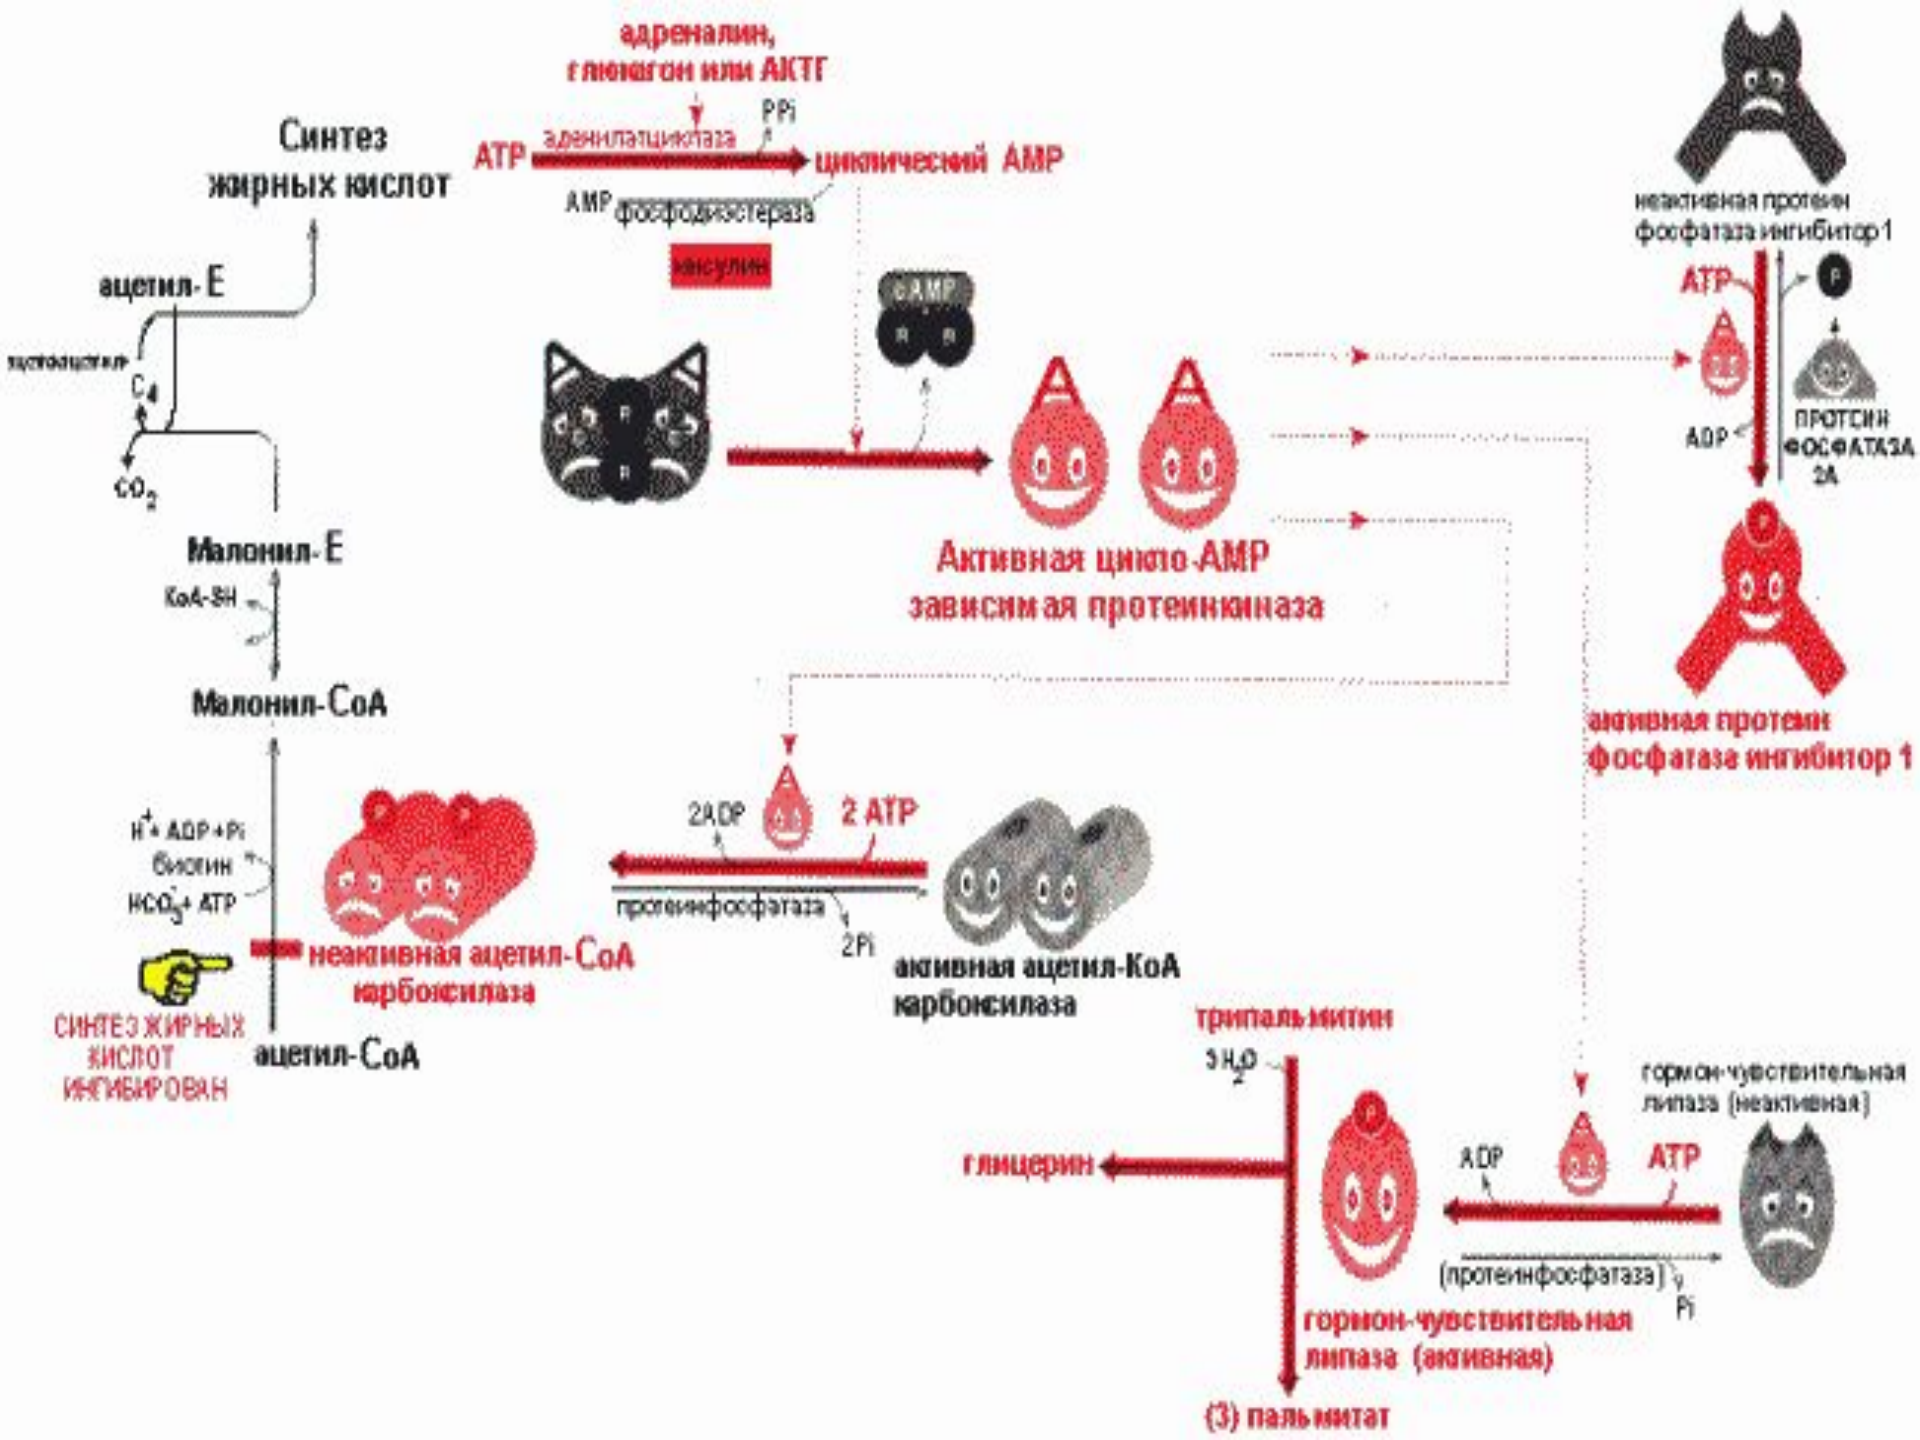 адреналин,
глюкагон или АКТГ
PPi
Синтез
жирных кислот
ATP
аденилатциклаза
циклический AMP
AMP
фосфодиэстераза
инсулин
неактивная протеин
фосфатаза ингибитор 1
ATP
P
ADP
ПРОТЕИН
ФОСФАТАЗА
2A
P
активная протеин
фосфатаза ингибитор 1
ацетил-E
C4
CO2
cAMP
R R
R
R
Активная цикло-AMP
зависимая протеинкиназа
Малонил-E
КоА-SH
Малонил-CoA
H+ + ADP + Pi
биотин
HCO3- + ATP
P P
неактивная ацетил-CoA
карбоксилаза
СИНТЕЗ ЖИРНЫХ
КИСЛОТ
ИНГИБИРОВАН
ацетил-CoA
2ADP
2 ATP
протеинфосфатаза
2Pi
активная ацетил-КоА
карбоксилаза
трипальмитин
3 H2O
глицерин
P
гормон-чувствительная
липаза (неактивная)
ADP
ATP
(протеинфосфатаза)
Pi
гормон-чувствительная
липаза (активная)
(3) пальмитат